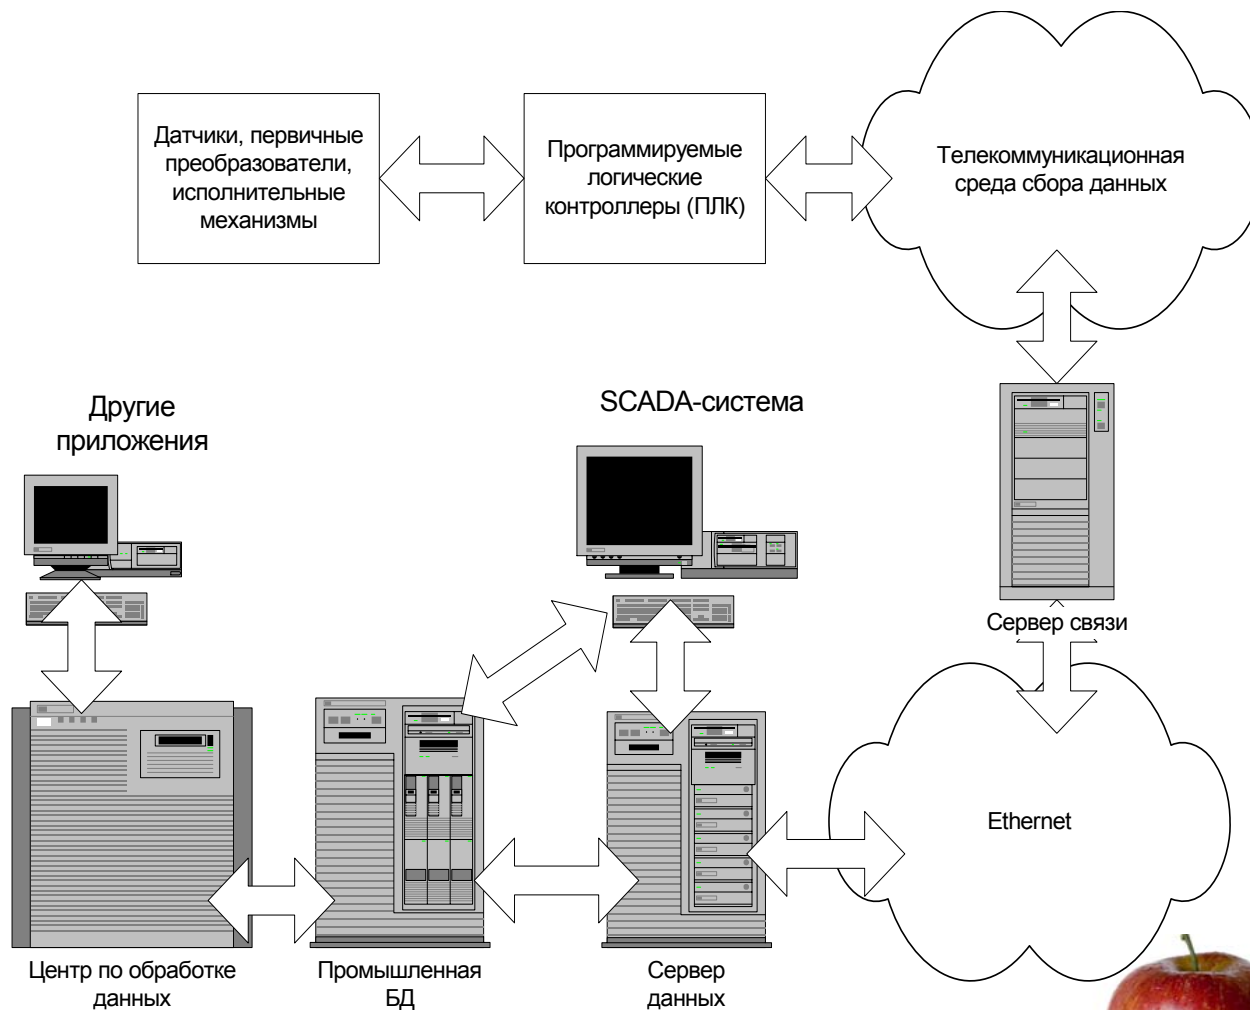 Датчики, первичные
преобразователи,
исполнительные
механизмы
Программируемые
логические
контроллеры (ПЛК)
Телекоммуникационная
среда сбора данных
Другие
приложения
SCADA-система
Сервер связи
Ethernet
Центр по обработке
данных
Промышленная
БД
Сервер
данных